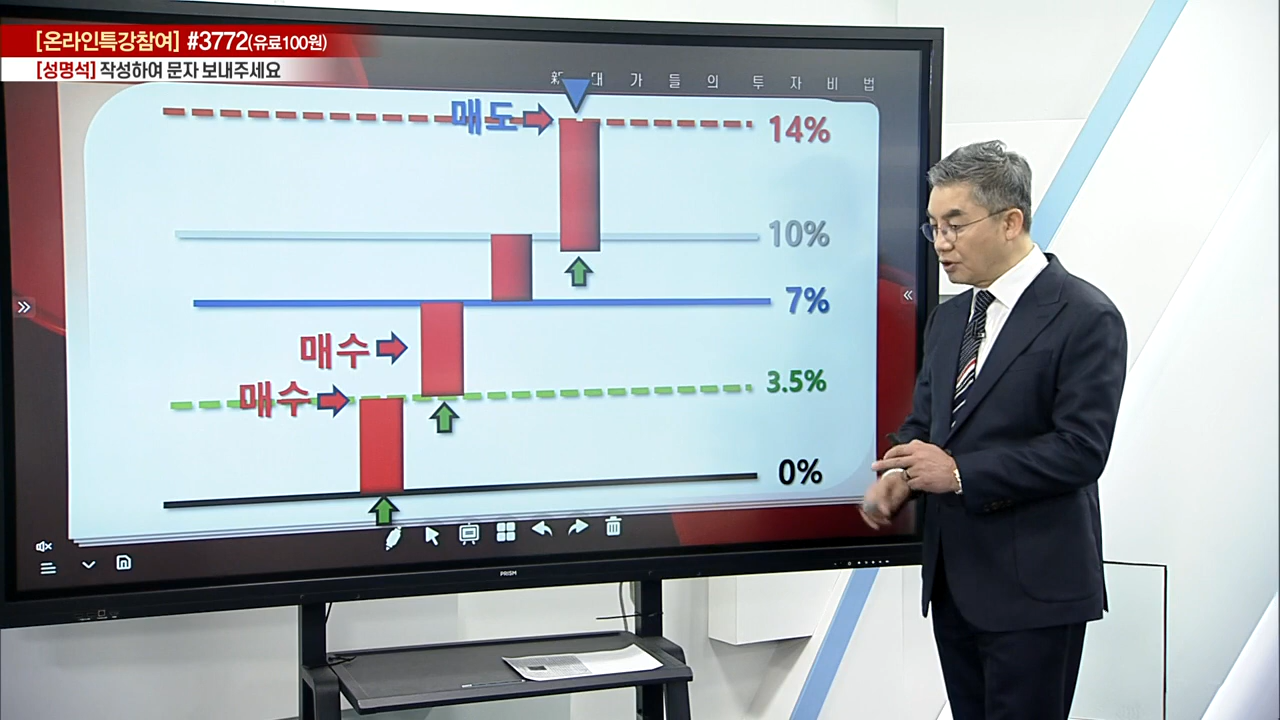 [온라인특강참여] #3772(유료100원)
[성명석] 작성하여 문자 보내주세요
新 대가들의 투자비법
매도
14%
10%
7%
매수
매수
3.5%
0%
PRISM